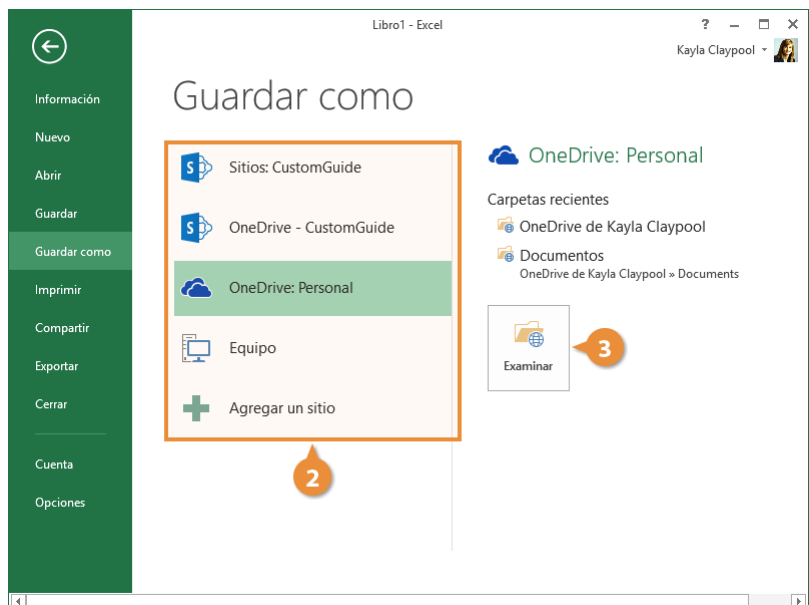 Libro1 - Excel
?
Kayla Claypool
Información
Nuevo
Abrir
Guardar
Guardar como
Imprimir
Compartir
Exportar
Cerrar
Cuenta
Opciones
Guardar como
Sitios: CustomGuide
OneDrive - CustomGuide
OneDrive: Personal
Equipo
Agregar un sitio
2
OneDrive: Personal
Carpetas recientes
OneDrive de Kayla Claypool
Documentos
OneDrive de Kayla Claypool » Documents
Examinar
3